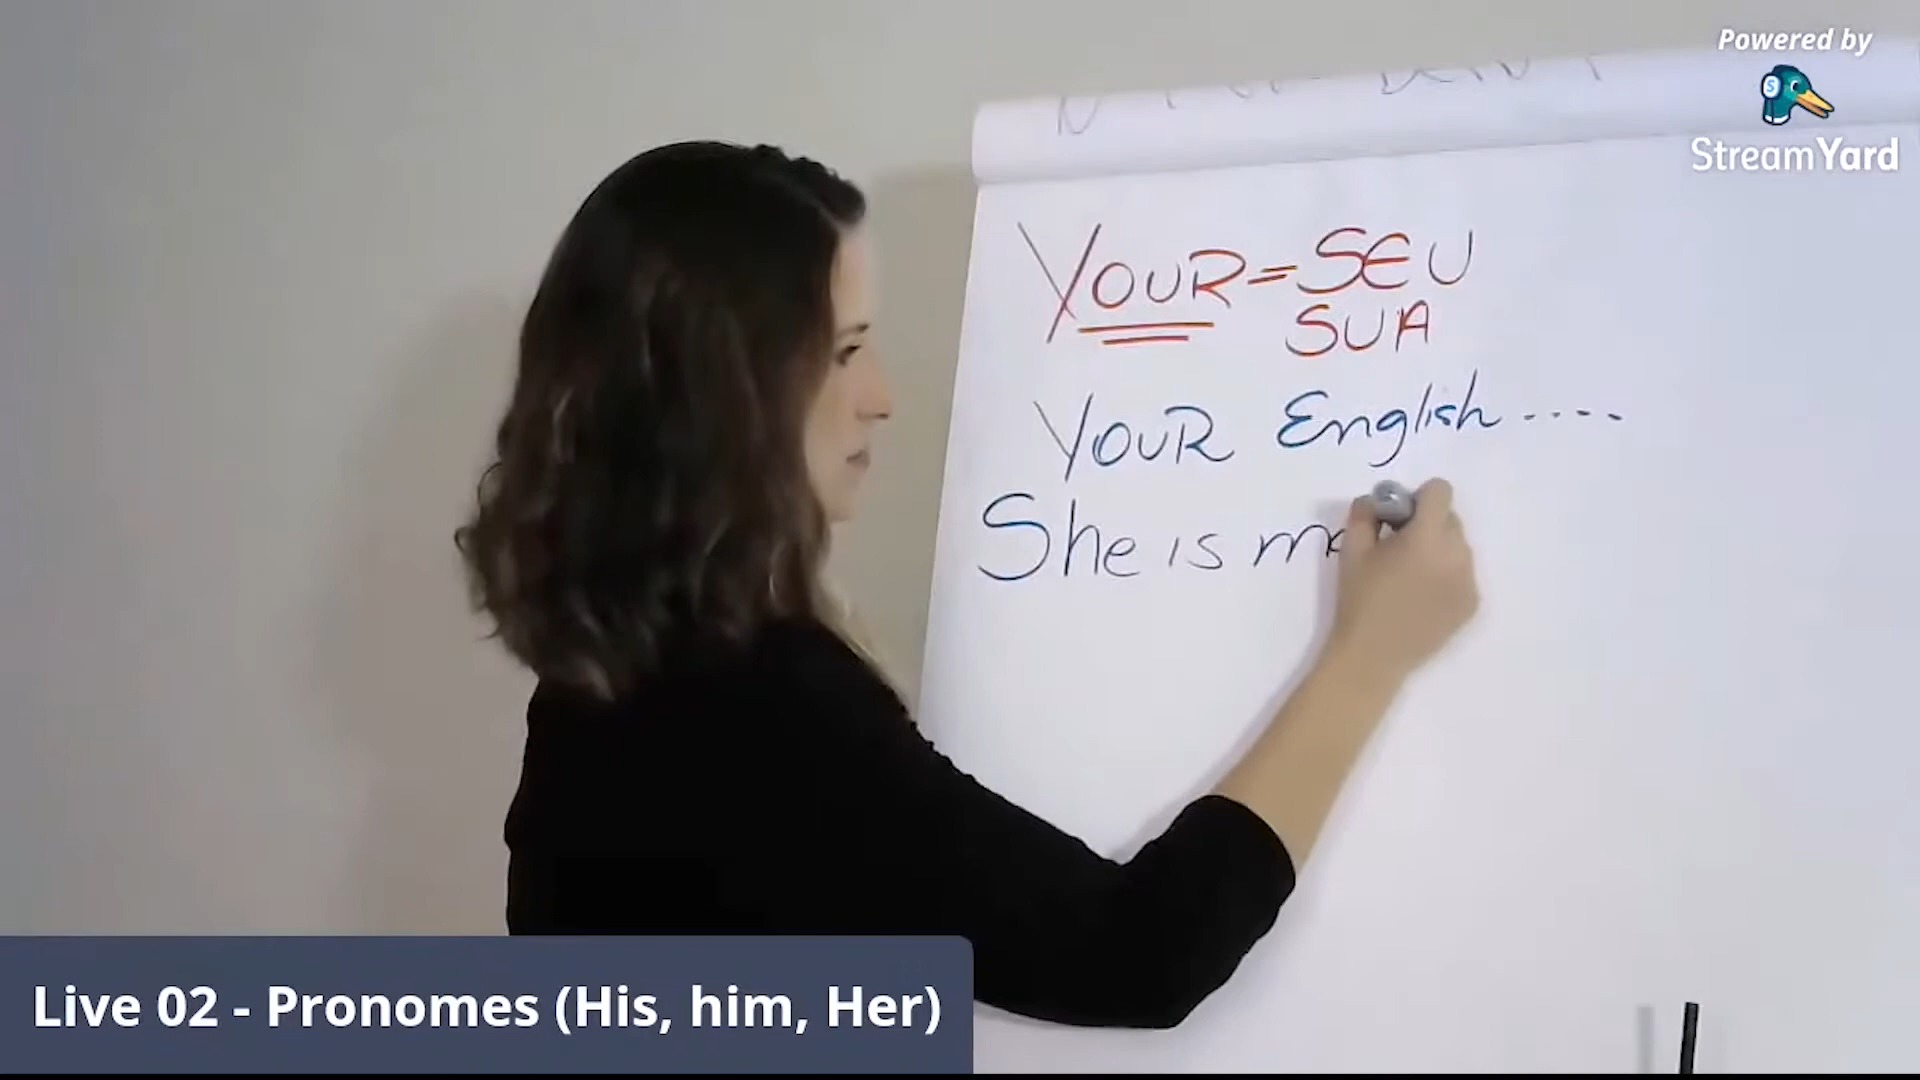 Powered by
StreamYard
YOUR = SEU
SUA
YOUR English ....
She is
Live 02 - Pronomes (His, him, Her)